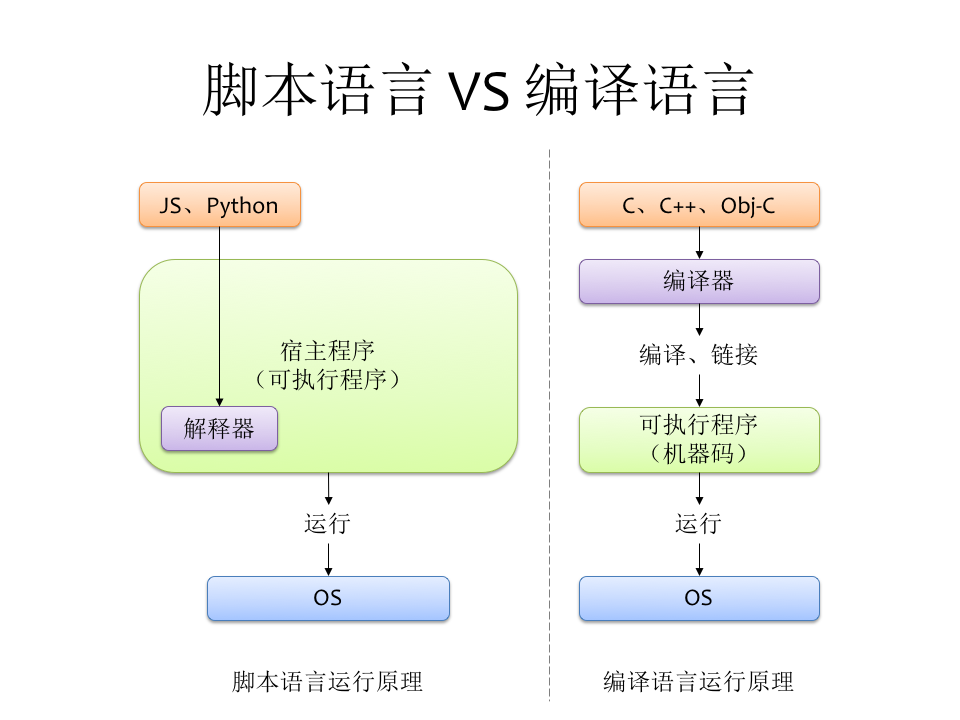 脚本语言 VS 编译语言
JS、Python
宿主程序
（可执行程序）
解释器
运行
OS
脚本语言运行原理
C、C++、Obj-C
编译器
编译、链接
可执行程序
（机器码）
运行
OS
编译语言运行原理